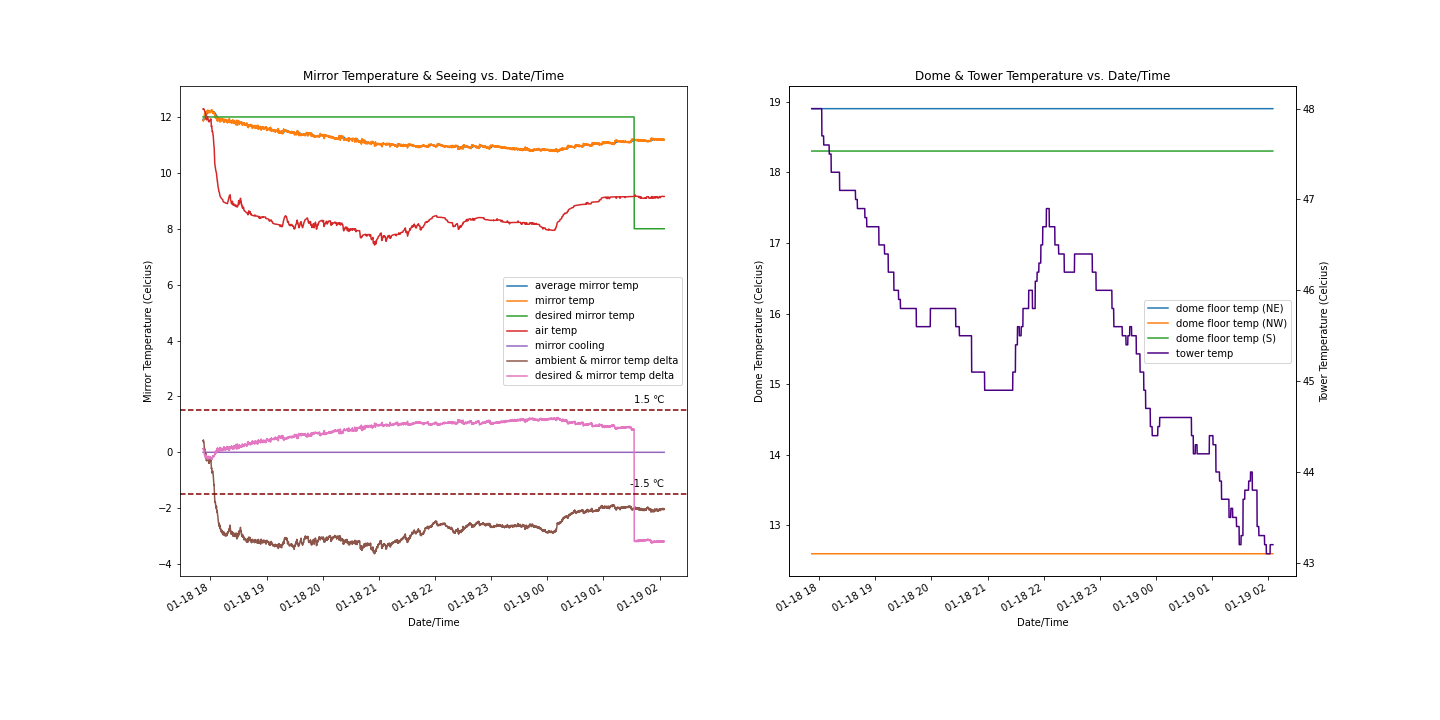 Mirror Temperature & Seeing vs. Date/Time
Mirror Temperature (Celcius)
12
10
8
6
4
2
0
−2
−4
average mirror temp
mirror temp
desired mirror temp
air temp
mirror cooling
ambient & mirror temp delta
desired & mirror temp delta
1.5 °C
-1.5 °C
01-18 18
01-18 19
01-18 20
01-18 21
01-18 22
01-18 23
01-19 00
01-19 01
01-19 02
Date/Time
Dome & Tower Temperature vs. Date/Time
Dome Temperature (Celcius)
19
18
17
16
15
14
13
dome floor temp (NE)
dome floor temp (NW)
dome floor temp (S)
tower temp
48
47
46
45
44
43
Tower Temperature (Celcius)
01-18 18
01-18 19
01-18 20
01-18 21
01-18 22
01-18 23
01-19 00
01-19 01
01-19 02
Date/Time